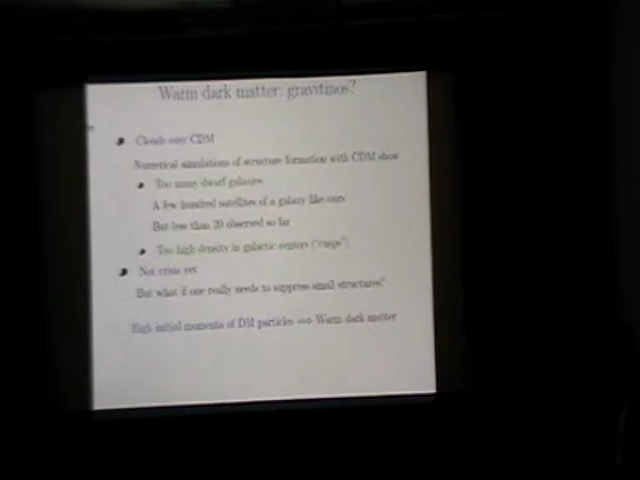 Warm dark matter: gravitinos?
Clouds over CDM
Numerical simulations of structure formation with CDM show
Too many dwarf galaxies
A few hundred satellites of a galaxy like ours
But less than 20 observed so far
Too high density in galactic centers ("cusps")
Not crisis yet
But what if one really needs to suppress small structures?
High initial momenta of DM particles ⟹ Warm dark matter